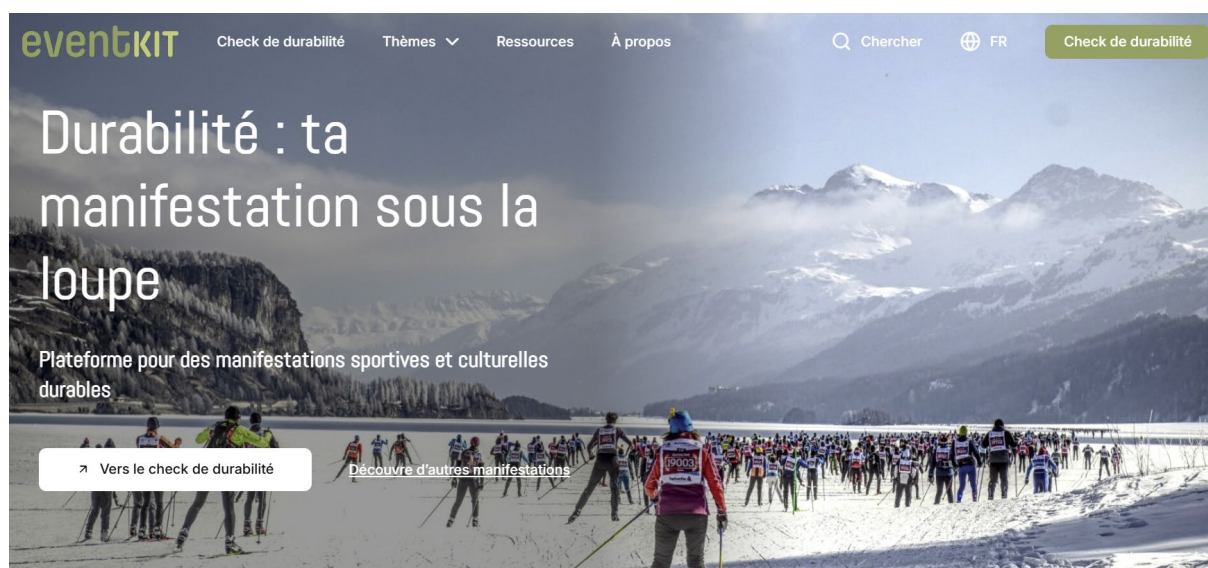 eventKIT
Check de durabilité
Thèmes
Ressources
À propos
Chercher
FR
Check de durabilité
Durabilité : ta
manifestation sous la
loupe
Plateforme pour des manifestations sportives et culturelles
durables
Vers le check de durabilité
Découvre d'autres manifestations
19003